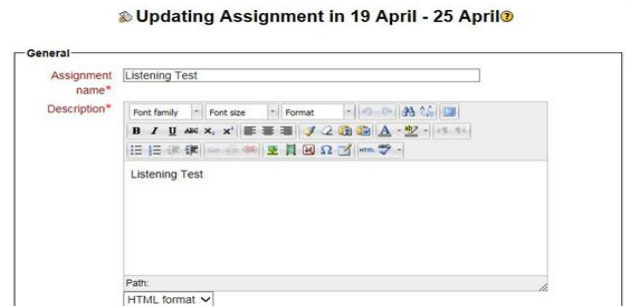 Updating Assignment in 19 April - 25 April
General
Assignment name*
Listening Test
Description*
Font family Font size Format
B I U ABC X, X²
HTML
Listening Test
Path:
HTML format